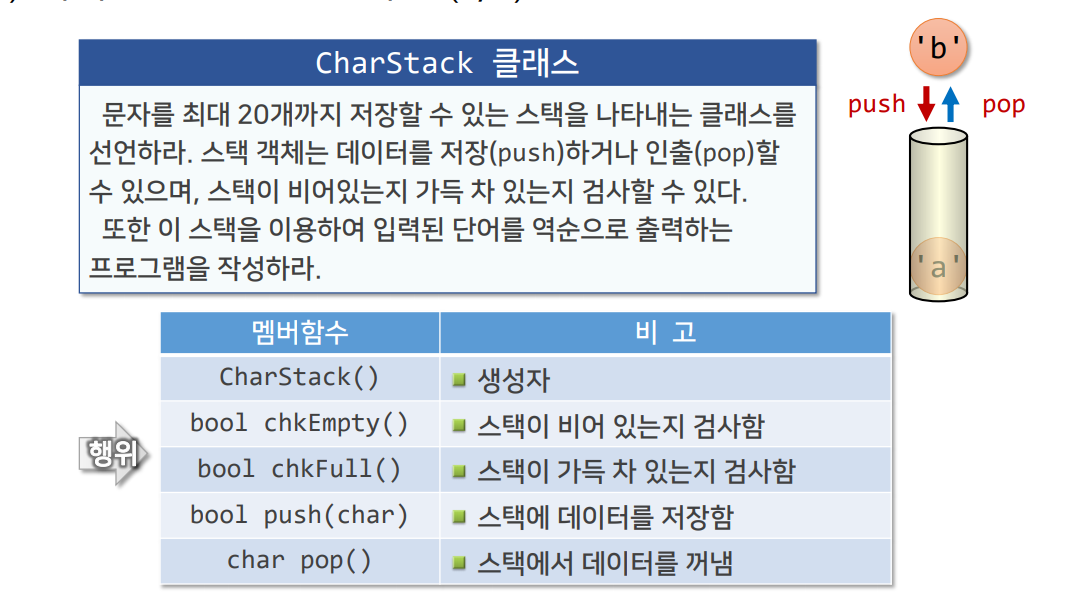 CharStack 클래스
문자를 최대 20개까지 저장할 수 있는 스택을 나타내는 클래스를
선언하라. 스택 객체는 데이터를 저장(push)하거나 인출(pop)할
수 있으며, 스택이 비어있는지 가득 차 있는지 검사할 수 있다.
또한 이 스택을 이용하여 입력된 단어를 역순으로 출력하는
프로그램을 작성하라.
'b'
push pop
'a'
멤버함수 비 고
CharStack() 생성자
bool chkEmpty() 스택이 비어 있는지 검사함
bool chkFull() 스택이 가득 차 있는지 검사함
bool push(char) 스택에 데이터를 저장함
char pop() 스택에서 데이터를 꺼냄
행위